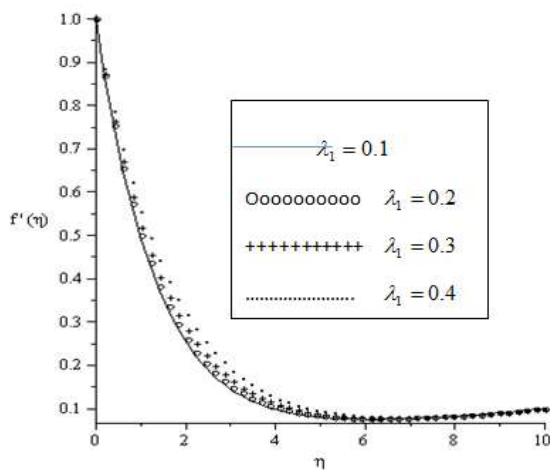 1.0
0.9
0.8
0.7
0.6
f'(η) 0.5
0.4
0.3
0.2
0.1
0 2 4 6 8 10
η
λ₁ = 0.1
Oooooooooo λ₁ = 0.2
+++++++++++ λ₁ = 0.3
...................... λ₁ = 0.4